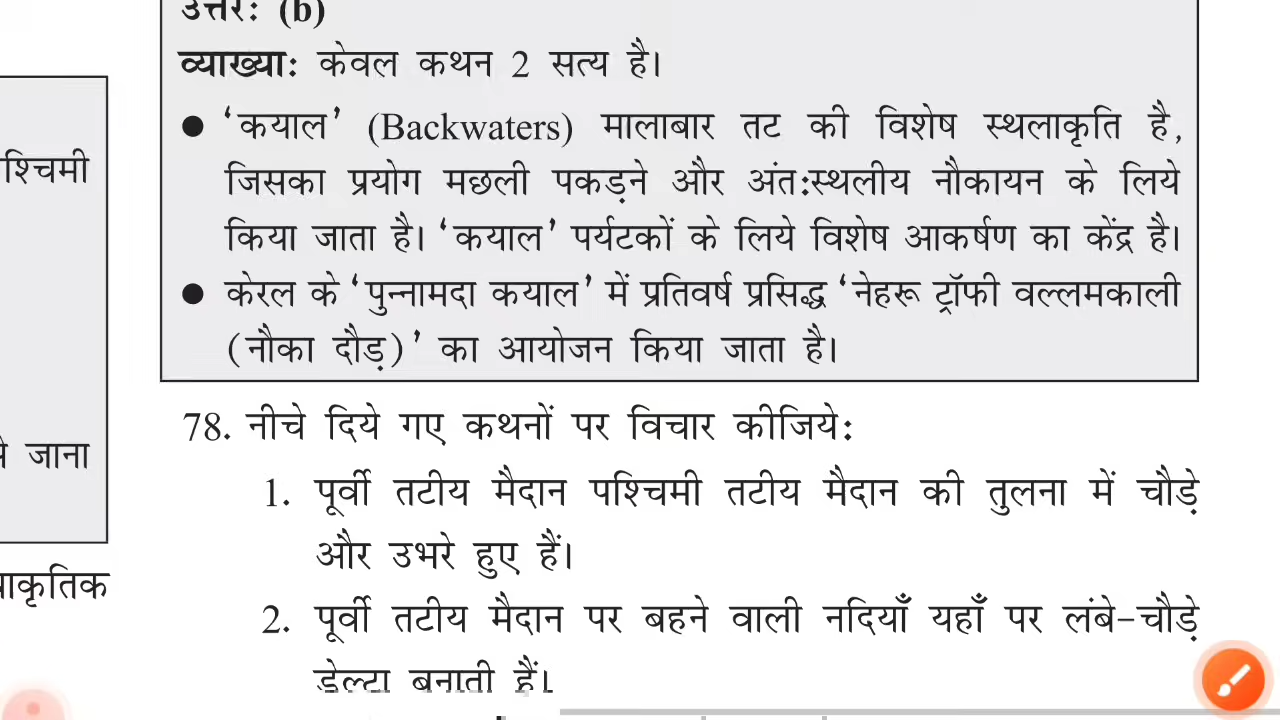 उत्तरः (b)
व्याख्याः केवल कथन 2 सत्य है।
● ‘कयाल’ (Backwaters) मालाबार तट की विशेष स्थलाकृति है,
जिसका प्रयोग मछली पकड़ने और अंतःस्थलीय नौकायन के लिये
किया जाता है। ‘कयाल’ पर्यटकों के लिये विशेष आकर्षण का केंद्र है।
● केरल के ‘पुन्नामदा कयाल’ में प्रतिवर्ष प्रसिद्ध ‘नेहरू ट्रॉफी वल्लमकाली
(नौका दौड़)’ का आयोजन किया जाता है।
श्चिमी
जाना
78. नीचे दिये गए कथनों पर विचार कीजिये:
1. पूर्वी तटीय मैदान पश्चिमी तटीय मैदान की तुलना में चौड़े
और उभरे हुए हैं।
ाकृतिक
2. पूर्वी तटीय मैदान पर बहने वाली नदियाँ यहाँ पर लंबे-चौड़े
डेल्टा बनाती हैं।